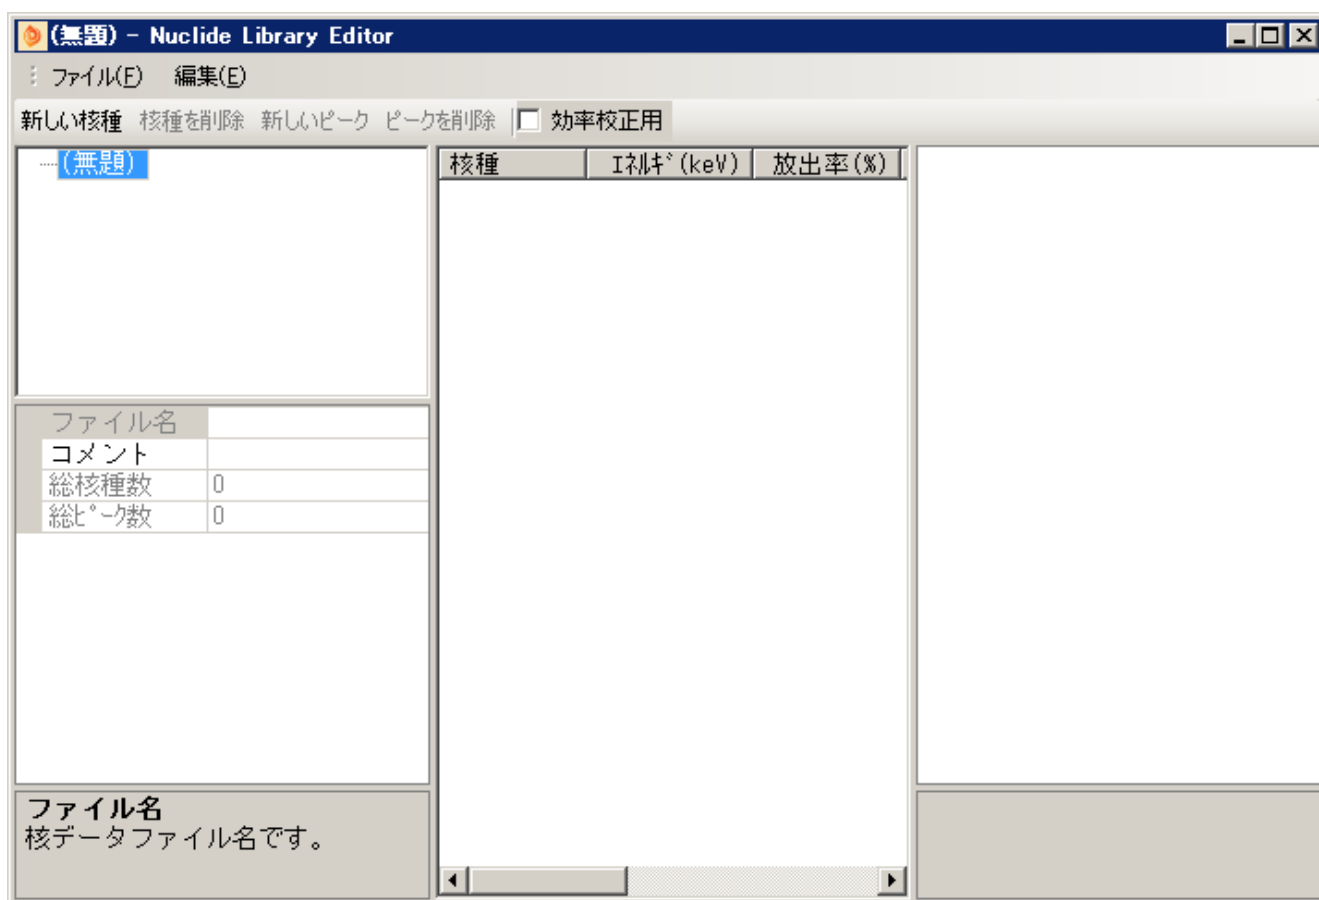 (無題) - Nuclide Library Editor
ファイル(F) 編集(E)
新しい核種 核種を削除 新しいピーク ピークを削除 効率校正用
(無題)
核種 エネルギ(keV) 放出率(%)
ファイル名
コメント
総核種数 0
総ピーク数 0
ファイル名
核データファイル名です。